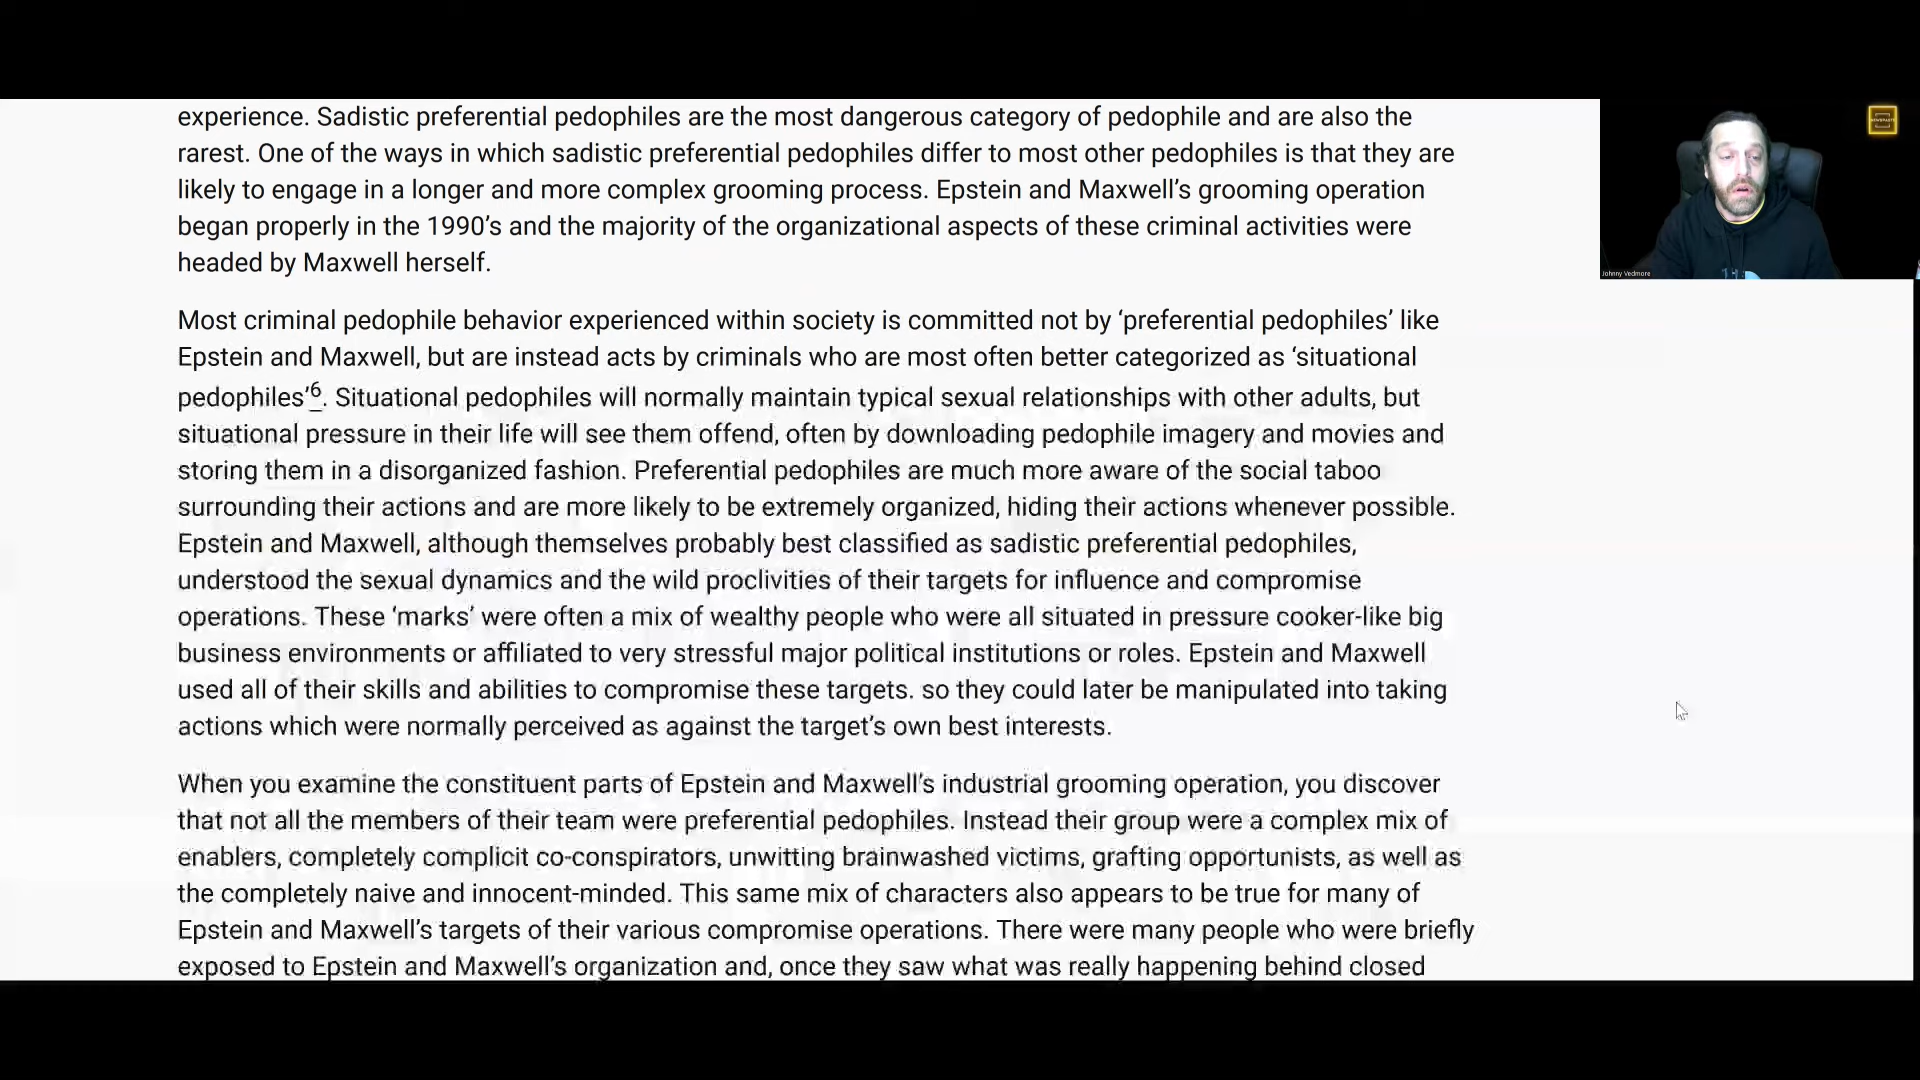 experience. Sadistic preferential pedophiles are the most dangerous category of pedophile and are also the
rarest. One of the ways in which sadistic preferential pedophiles differ to most other pedophiles is that they are
likely to engage in a longer and more complex grooming process. Epstein and Maxwell’s grooming operation
began properly in the 1990’s and the majority of the organizational aspects of these criminal activities were
headed by Maxwell herself.
Most criminal pedophile behavior experienced within society is committed not by ‘preferential pedophiles’ like
Epstein and Maxwell, but are instead acts by criminals who are most often better categorized as ‘situational
pedophiles’6. Situational pedophiles will normally maintain typical sexual relationships with other adults, but
situational pressure in their life will see them offend, often by downloading pedophile imagery and movies and
storing them in a disorganized fashion. Preferential pedophiles are much more aware of the social taboo
surrounding their actions and are more likely to be extremely organized, hiding their actions whenever possible.
Epstein and Maxwell, although themselves probably best classified as sadistic preferential pedophiles,
understood the sexual dynamics and the wild proclivities of their targets for influence and compromise
operations. These ‘marks’ were often a mix of wealthy people who were all situated in pressure cooker-like big
business environments or affiliated to very stressful major political institutions or roles. Epstein and Maxwell
used all of their skills and abilities to compromise these targets. so they could later be manipulated into taking
actions which were normally perceived as against the target’s own best interests.
When you examine the constituent parts of Epstein and Maxwell’s industrial grooming operation, you discover
that not all the members of their team were preferential pedophiles. Instead their group were a complex mix of
enablers, completely complicit co-conspirators, unwitting brainwashed victims, grafting opportunists, as well as
the completely naive and innocent-minded. This same mix of characters also appears to be true for many of
Epstein and Maxwell’s targets of their various compromise operations. There were many people who were briefly
exposed to Epstein and Maxwell’s organization and, once they saw what was really happening behind closed
Johnny Vedmore